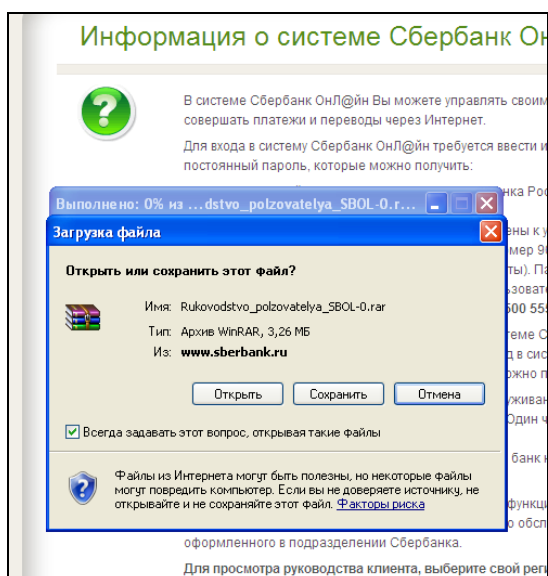 Информация о системе Сбербанк
В системе Сбербанк ОнЛ@йн Вы можете управлять своим
совершать платежи и переводы через Интернет.
Для входа в систему Сбербанк ОнЛ@йн требуется ввести
постоянный пароль, которые можно получить:
Выполнено: 0% из ...dstvo_polzovatelya_SBOL-0.r...
Загрузка файла
Открыть или сохранить этот файл?
Имя: Rukovodstvo_polzovatelya_SBOL-0.rar
Тип: Архив WinRAR, 3,26 МБ
Из: www.sberbank.ru
Открыть Сохранить Отмена
Всегда задавать этот вопрос, открывая такие файлы
Файлы из Интернета могут быть полезны, но некоторые файлы
могут повредить компьютер. Если вы не доверяете источнику, не
открывайте и не сохраняйте этот файл. Факторы риска
оформленного в подразделении Сбербанка.
Для просмотра руководства клиента, выберите свой